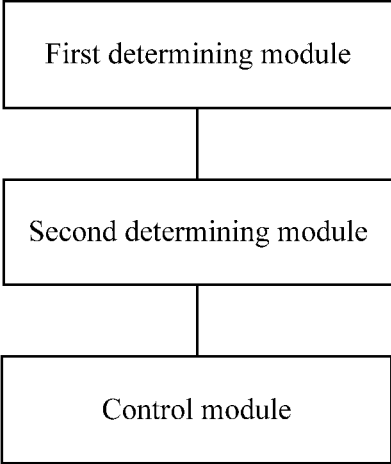 First determining module
Second determining module
Control module